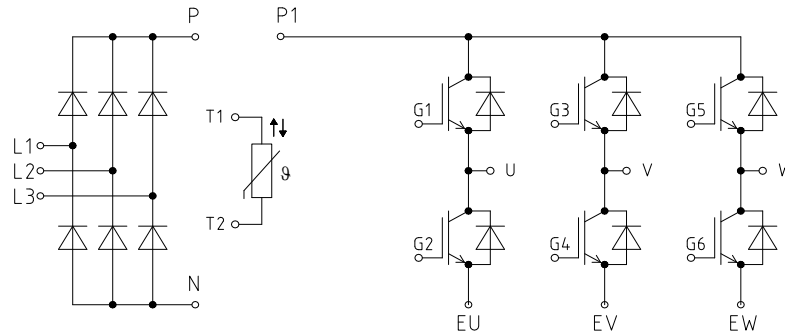 P P1
T1
G1 G3 G5
L1
L2
L3
ϑ
U V W
T2
G2 G4 G6
N
EU EV EW